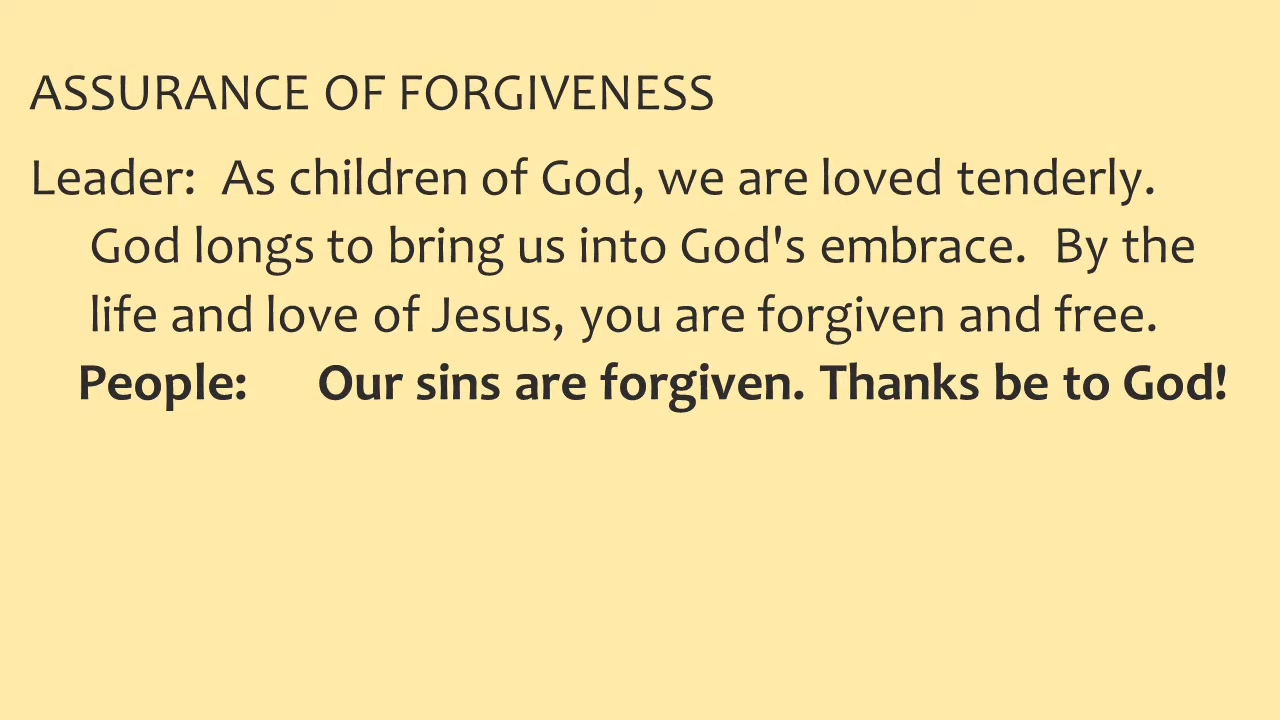 ASSURANCE OF FORGIVENESS
Leader:  As children of God, we are loved tenderly.
God longs to bring us into God's embrace.  By the
life and love of Jesus, you are forgiven and free.
People:     Our sins are forgiven. Thanks be to God!